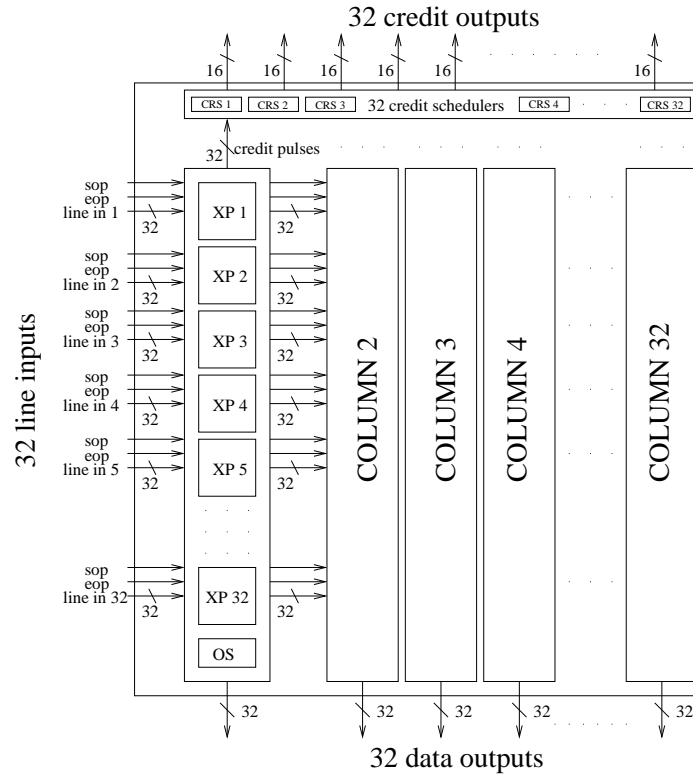 32 credit outputs
16 16 16 16 16 16
CRS 1 CRS 2 CRS 3 32 credit schedulers CRS 4 CRS 32
32 credit pulses
32 line inputs
sop
eop
line in 1
32
XP 1
32
sop
eop
line in 2
32
XP 2
32
sop
eop
line in 3
32
XP 3
32
sop
eop
line in 4
32
XP 4
32
sop
eop
line in 5
32
XP 5
32
sop
eop
line in 32
32
XP 32
32
OS
COLUMN 2
COLUMN 3
COLUMN 4
COLUMN 32
32 32 32 32 32
32 data outputs